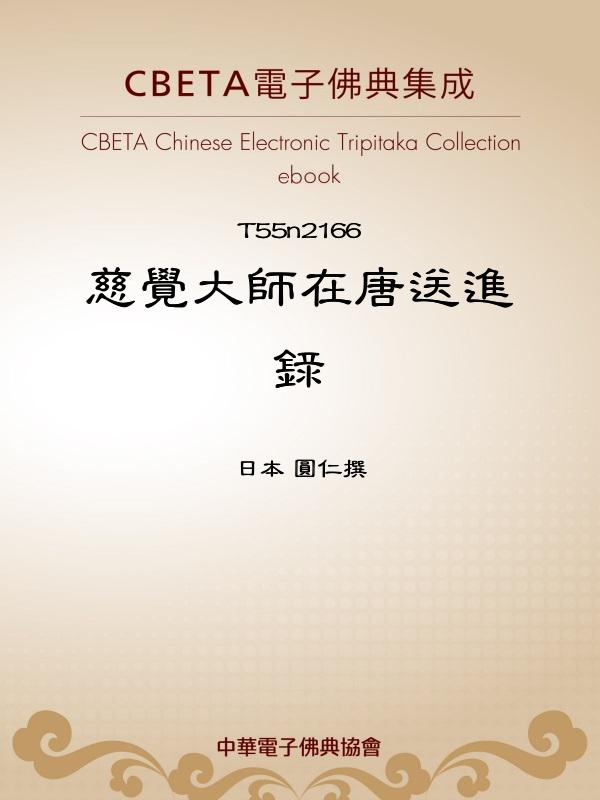 CBETA電子佛典集成
CBETA Chinese Electronic Tripitaka Collection
ebook
T55n2166
慈覺大師在唐送進
錄
日本 圓仁撰
中華電子佛典協會